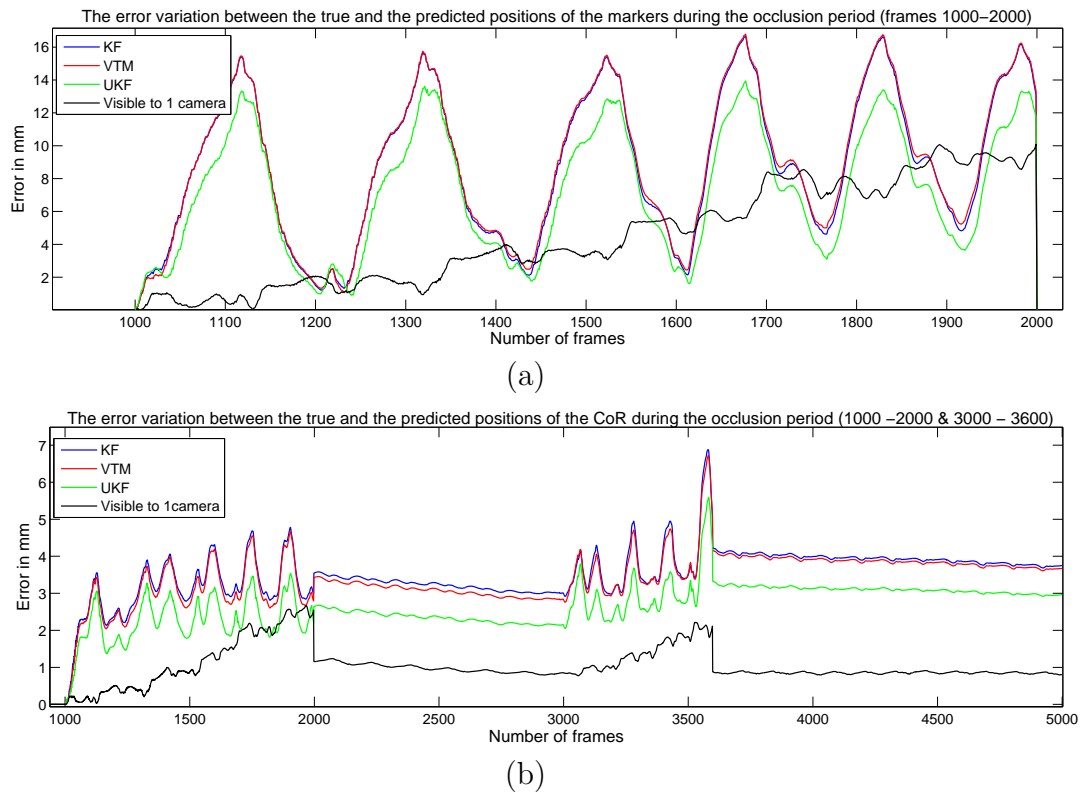 The error variation between the true and the predicted positions of the markers during the occlusion period (frames 1000−2000)
KF
VTM
UKF
Visible to 1 camera
Error in mm
16
14
12
10
8
6
4
2
1000 1100 1200 1300 1400 1500 1600 1700 1800 1900 2000
Number of frames
(a)
The error variation between the true and the predicted positions of the CoR during the occlusion period (1000 −2000 & 3000 − 3600)
KF
VTM
UKF
Visible to 1camera
Error in mm
7
6
5
4
3
2
1
0
1000 1500 2000 2500 3000 3500 4000 4500 5000
Number of frames
(b)